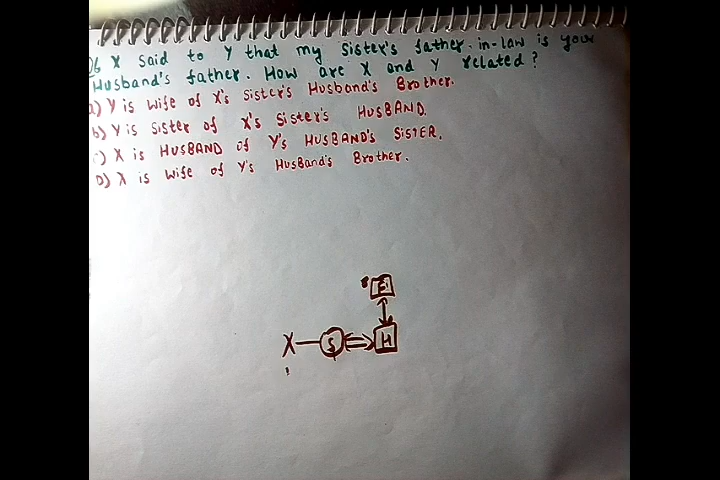 Q6 X Said to Y that my Sister's father-in-law is your
Husband's father. How are X and Y related?
a) Y is wife of X's Sister's Husband's Brother.
b) Y is Sister of X's Sister's HUSBAND.
c) X is HUSBAND of Y's HUSBAND'S SISTER.
D) X is wife of Y's HusBand's Brother.
F
X S H